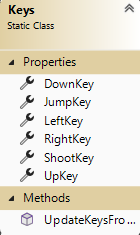 Keys
Static Class
Properties
DownKey
JumpKey
LeftKey
RightKey
ShootKey
UpKey
Methods
UpdateKeysFro...